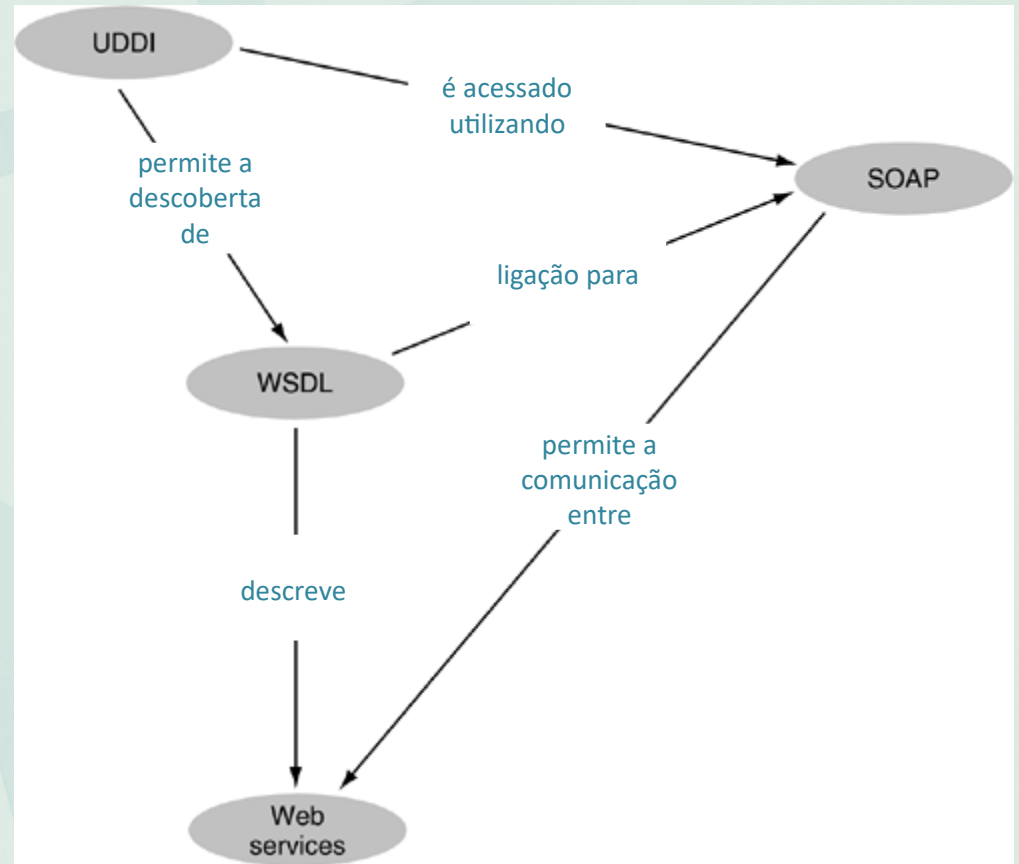 UDDI
é acessado
utilizando
permite a
descoberta
de
SOAP
ligação para
WSDL
permite a
comunicação
entre
descreve
Web
services